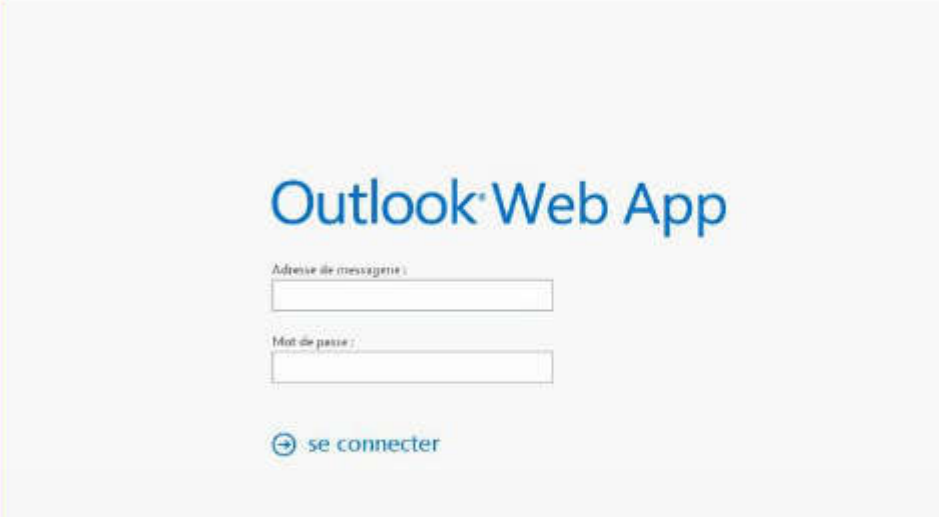 Outlook® Web App
Adresse de messagerie :
Mot de passe :
se connecter